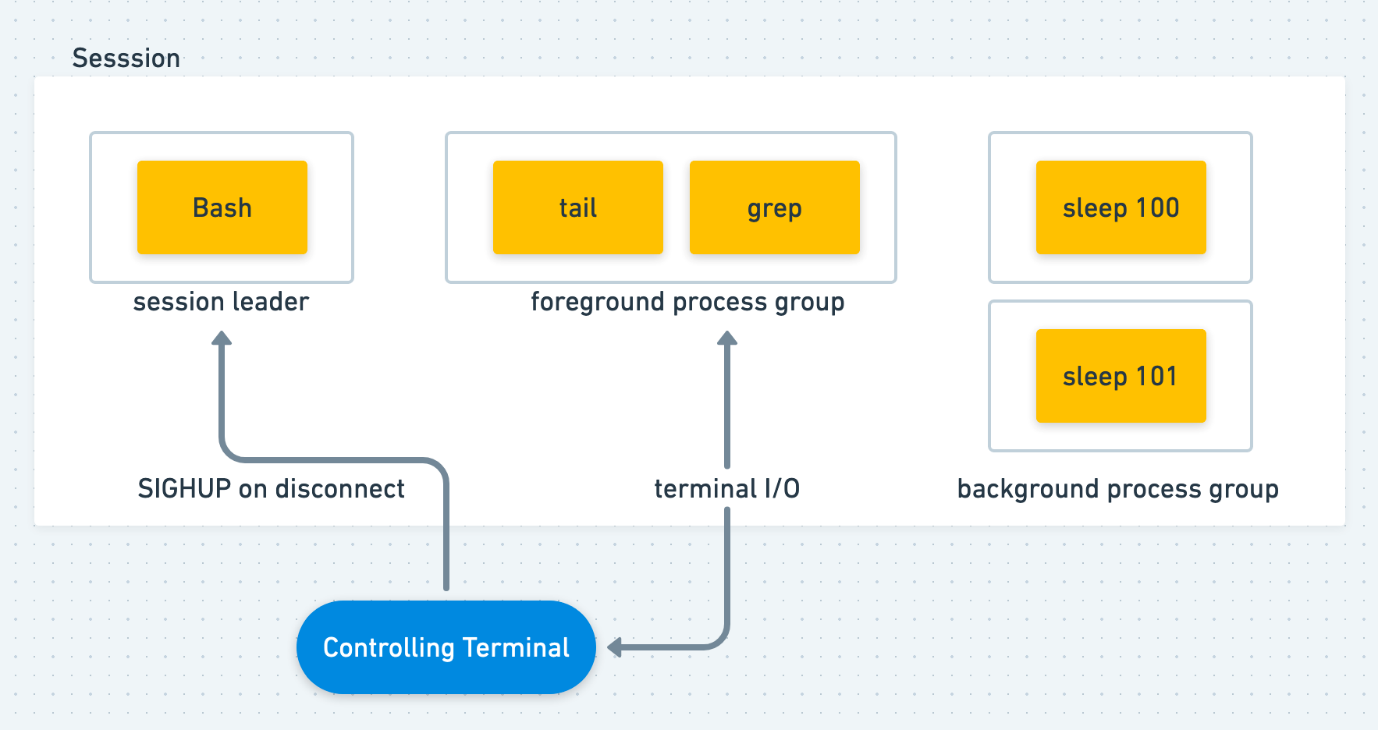 Sesssion
Bash
tail
grep
sleep 100
session leader
foreground process group
sleep 101
SIGHUP on disconnect
terminal I/O
background process group
Controlling Terminal